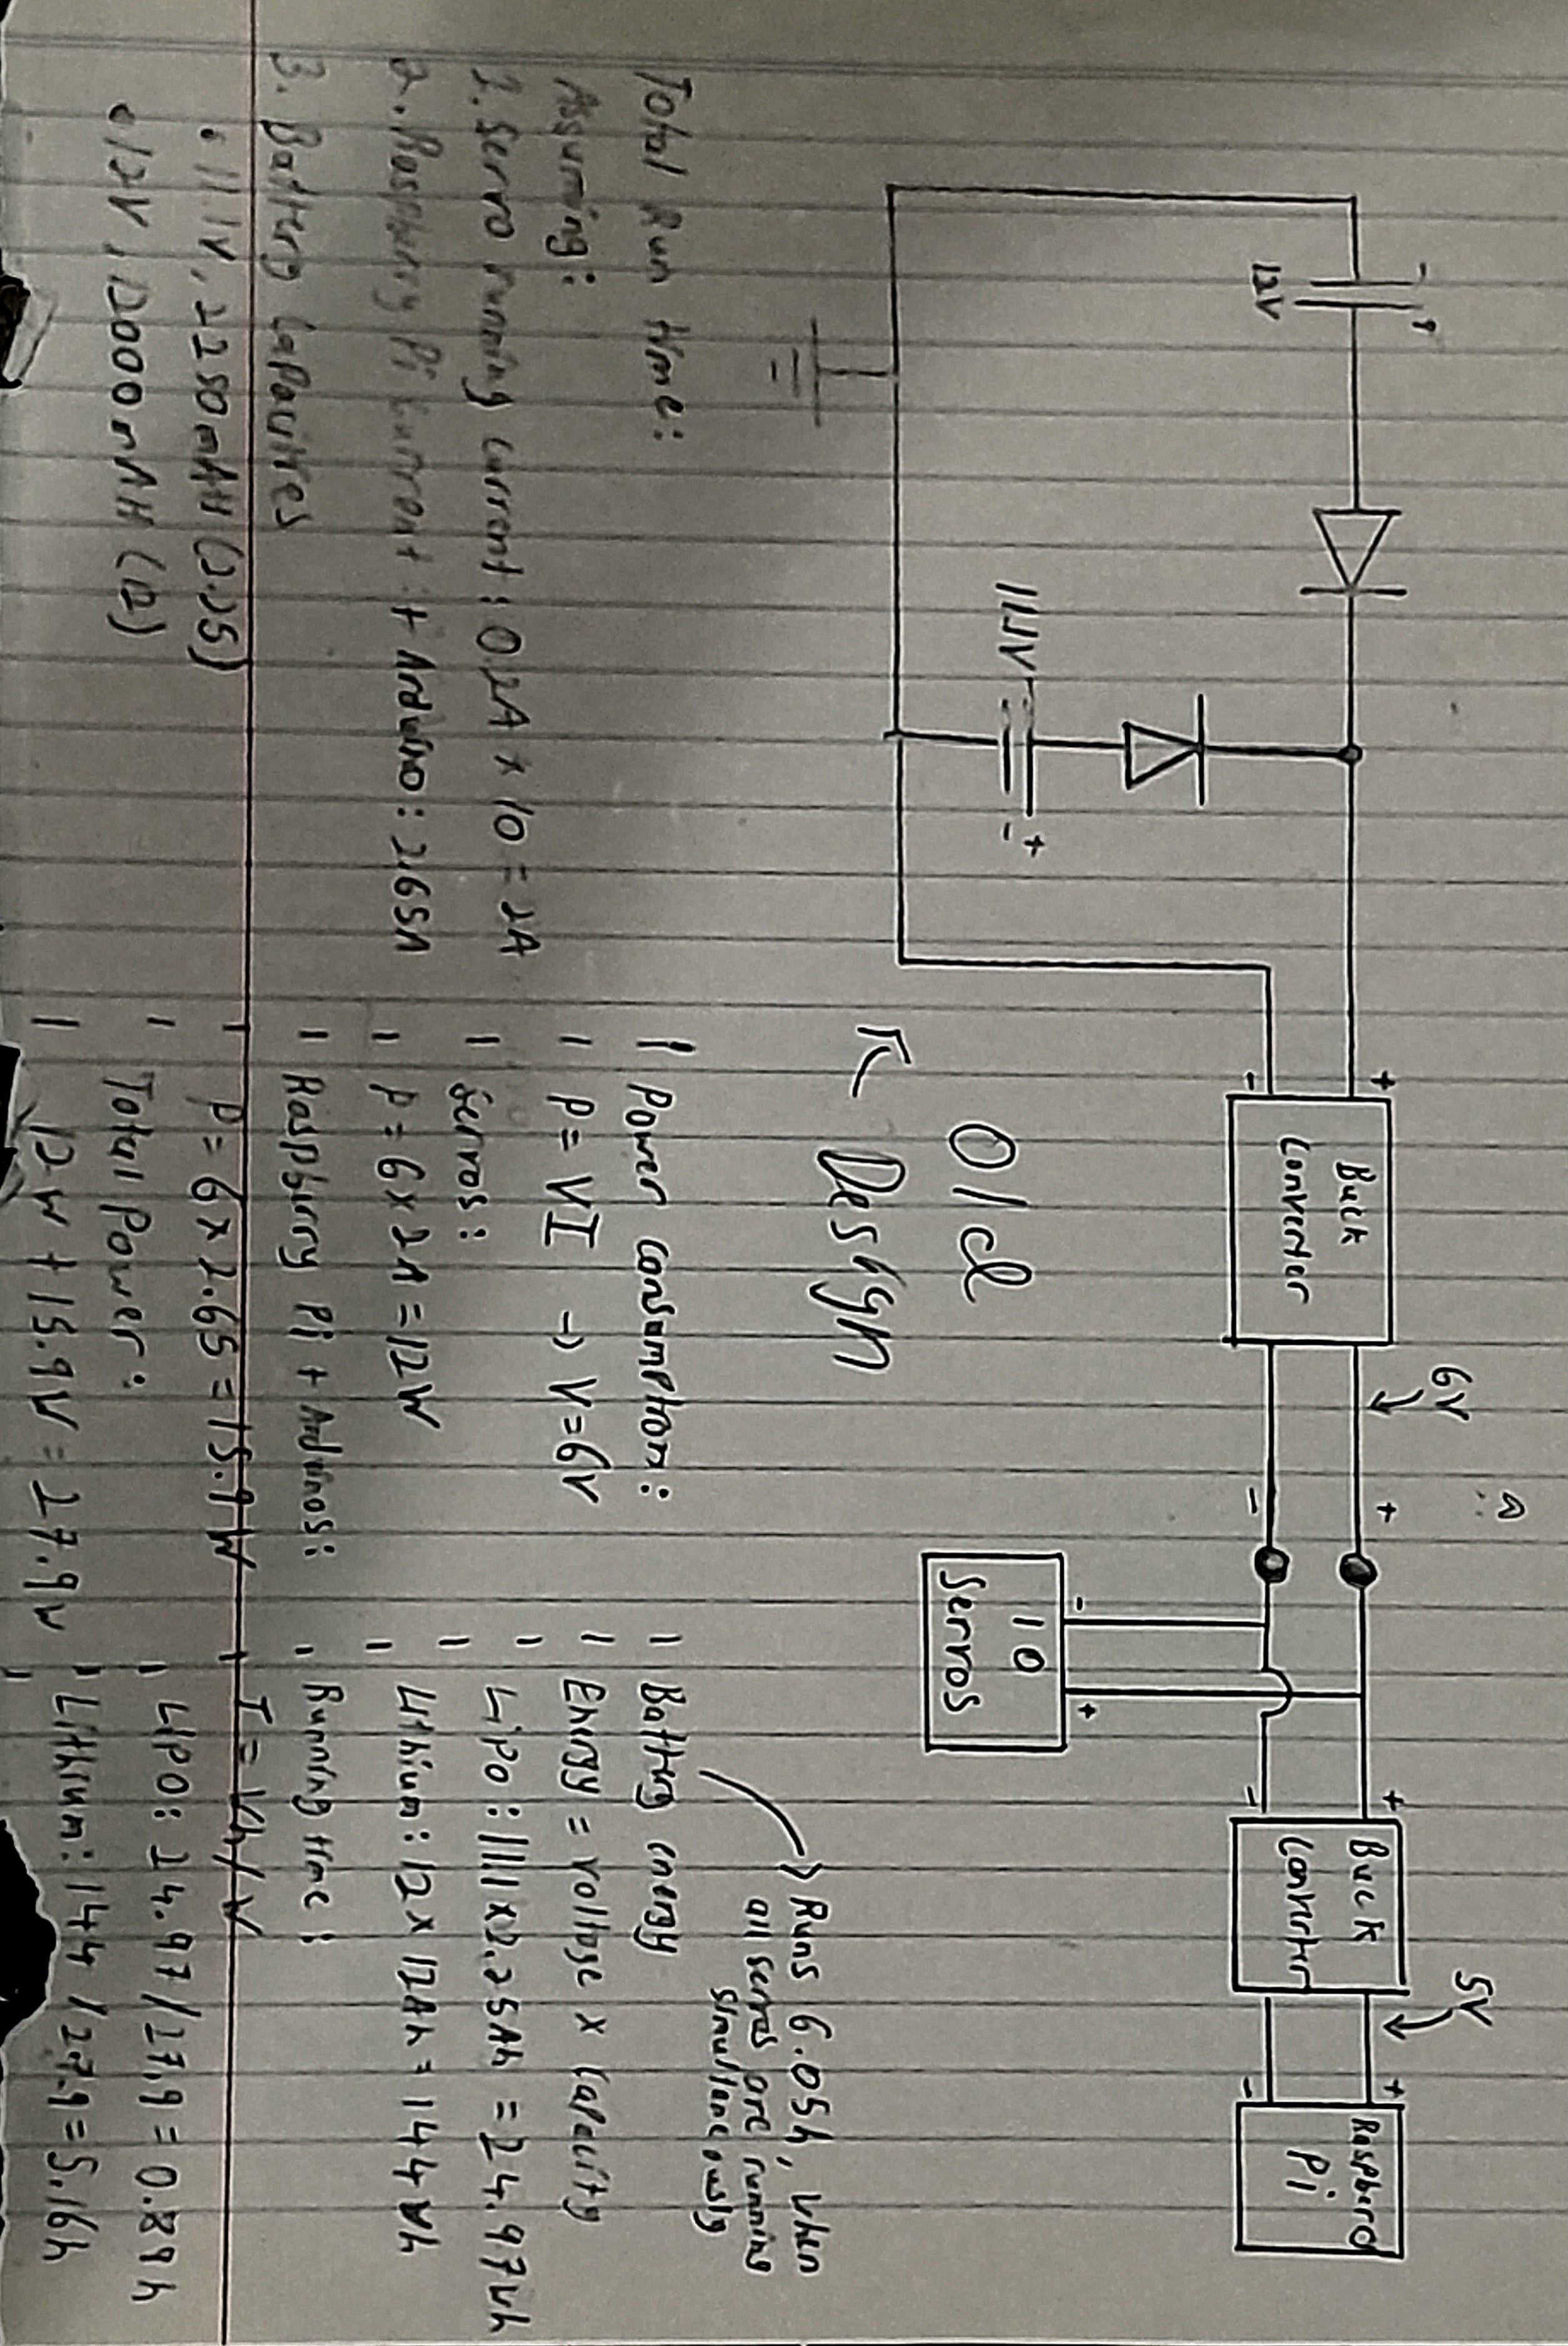 - +
12V
11.1V
- +
+
-
Buck
Converter
6V
+
-
10
Servos
- +
+
-
Buck
Convrter
5V
+
-
Raspberd
Pi
Old
Design
Total Run time:
Assuming:
1. Servo running current: 0.2A x 10 = 2A
2. Raspbirry Pi current + Arduino: 2.65A
3. Battery Capacities
• 11.1V, 2250mAH (2.25)
• 12V, 12000mAH (12)
Power consumption:
P = VI → V = 6V
Servos:
P = 6 x 2A = 12W
Raspbirry Pi + Arduinos:
P = 6 x 2.65 = 15.9W
Total Power:
12W + 15.9W = 27.9W
Runs 6.05h, when
all servos are running
simultaneously
Battery energy
Energy = voltage x Capacity
LiPo: 11.1 x 2.25Ah = 24.97Wh
Lithium: 12 x 12Ah = 144Wh
Running time:
T = Wh/W
LiPO: 24.97/27.9 = 0.89h
Lithium: 144/27.9 = 5.16h